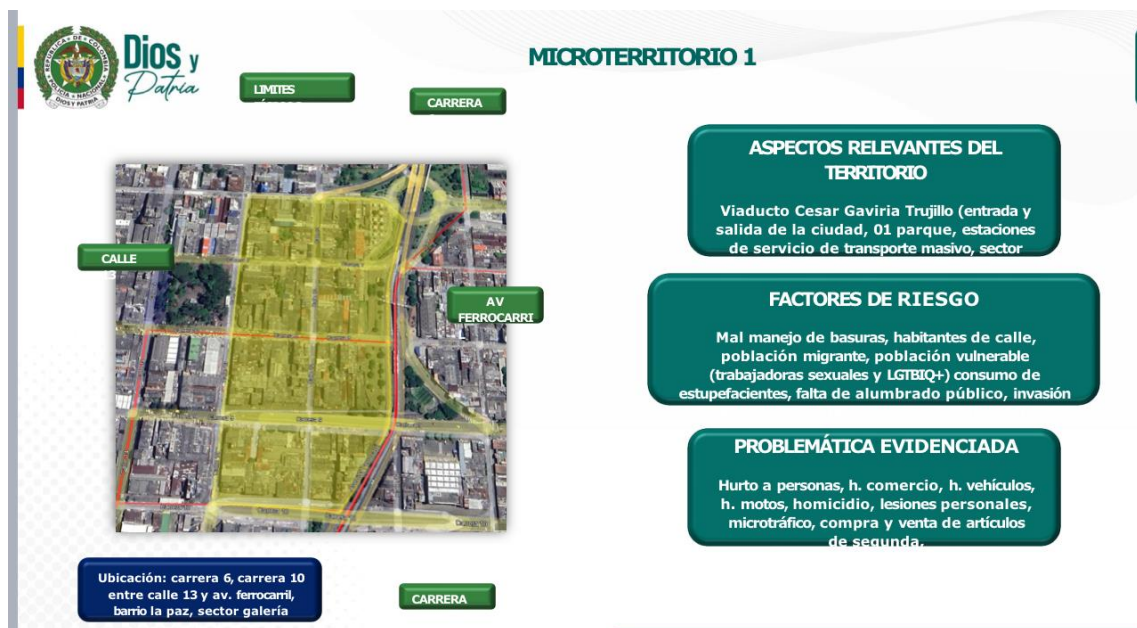 Dios y
Patria
MICROTERRITORIO 1
LIMITES
CARRERA
CALLE
AV
FERROCARRI
ASPECTOS RELEVANTES DEL
TERRITORIO
Viaducto Cesar Gaviria Trujillo (entrada y
salida de la ciudad, 01 parque, estaciones
de servicio de transporte masivo, sector
FACTORES DE RIESGO
Mal manejo de basuras, habitantes de calle,
población migrante, población vulnerable
(trabajadoras sexuales y LGTBIQ+) consumo de
estupefacientes, falta de alumbrado público, invasión
PROBLEMÁTICA EVIDENCIADA
Hurto a personas, h. comercio, h. vehículos,
h. motos, homicidio, lesiones personales,
microtráfico, compra y venta de artículos
de segunda.
Ubicación: carrera 6, carrera 10
entre calle 13 y av. ferrocarril,
barrio la paz, sector galería
CARRERA